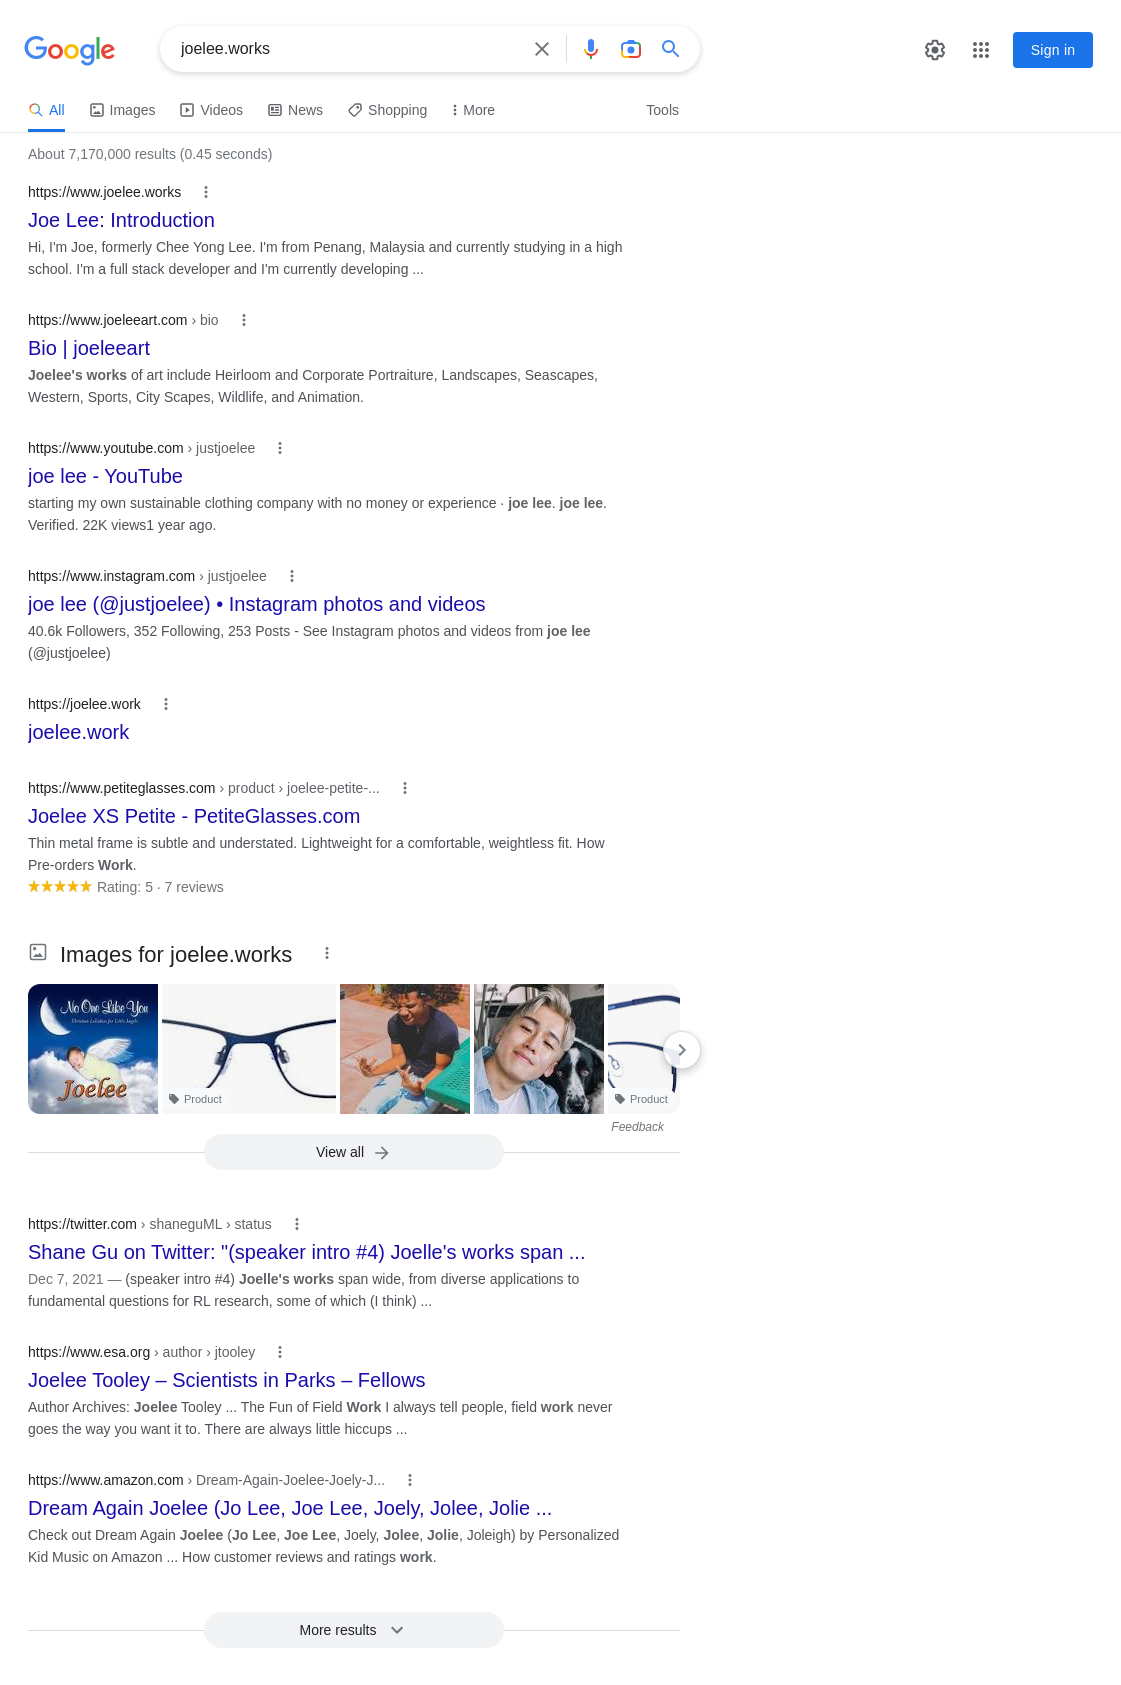 Google
joelee.works
Sign in
All
Images
Videos
News
Shopping
More
Tools
About 7,170,000 results (0.45 seconds)
https://www.joelee.works
Joe Lee: Introduction
Hi, I'm Joe, formerly Chee Yong Lee. I'm from Penang, Malaysia and currently studying in a high
school. I'm a full stack developer and I'm currently developing ...
https://www.joeleeart.com › bio
Bio | joeleeart
Joelee's works of art include Heirloom and Corporate Portraiture, Landscapes, Seascapes,
Western, Sports, City Scapes, Wildlife, and Animation.
https://www.youtube.com › justjoelee
joe lee - YouTube
starting my own sustainable clothing company with no money or experience · joe lee. joe lee.
Verified. 22K views1 year ago.
https://www.instagram.com › justjoelee
joe lee (@justjoelee) • Instagram photos and videos
40.6k Followers, 352 Following, 253 Posts - See Instagram photos and videos from joe lee
(@justjoelee)
https://joelee.work
joelee.work
https://www.petiteglasses.com › product › joelee-petite-...
Joelee XS Petite - PetiteGlasses.com
Thin metal frame is subtle and understated. Lightweight for a comfortable, weightless fit. How
Pre-orders Work.
Rating: 5 · 7 reviews
Images for joelee.works
No One Like You
Christian Lullabies for Little Angels
Joelee
Product
Product
Feedback
View all
https://twitter.com › shaneguML › status
Shane Gu on Twitter: "(speaker intro #4) Joelle's works span ...
Dec 7, 2021 — (speaker intro #4) Joelle's works span wide, from diverse applications to
fundamental questions for RL research, some of which (I think) ...
https://www.esa.org › author › jtooley
Joelee Tooley – Scientists in Parks – Fellows
Author Archives: Joelee Tooley ... The Fun of Field Work I always tell people, field work never
goes the way you want it to. There are always little hiccups ...
https://www.amazon.com › Dream-Again-Joelee-Joely-J...
Dream Again Joelee (Jo Lee, Joe Lee, Joely, Jolee, Jolie ...
Check out Dream Again Joelee (Jo Lee, Joe Lee, Joely, Jolee, Jolie, Joleigh) by Personalized
Kid Music on Amazon ... How customer reviews and ratings work.
More results